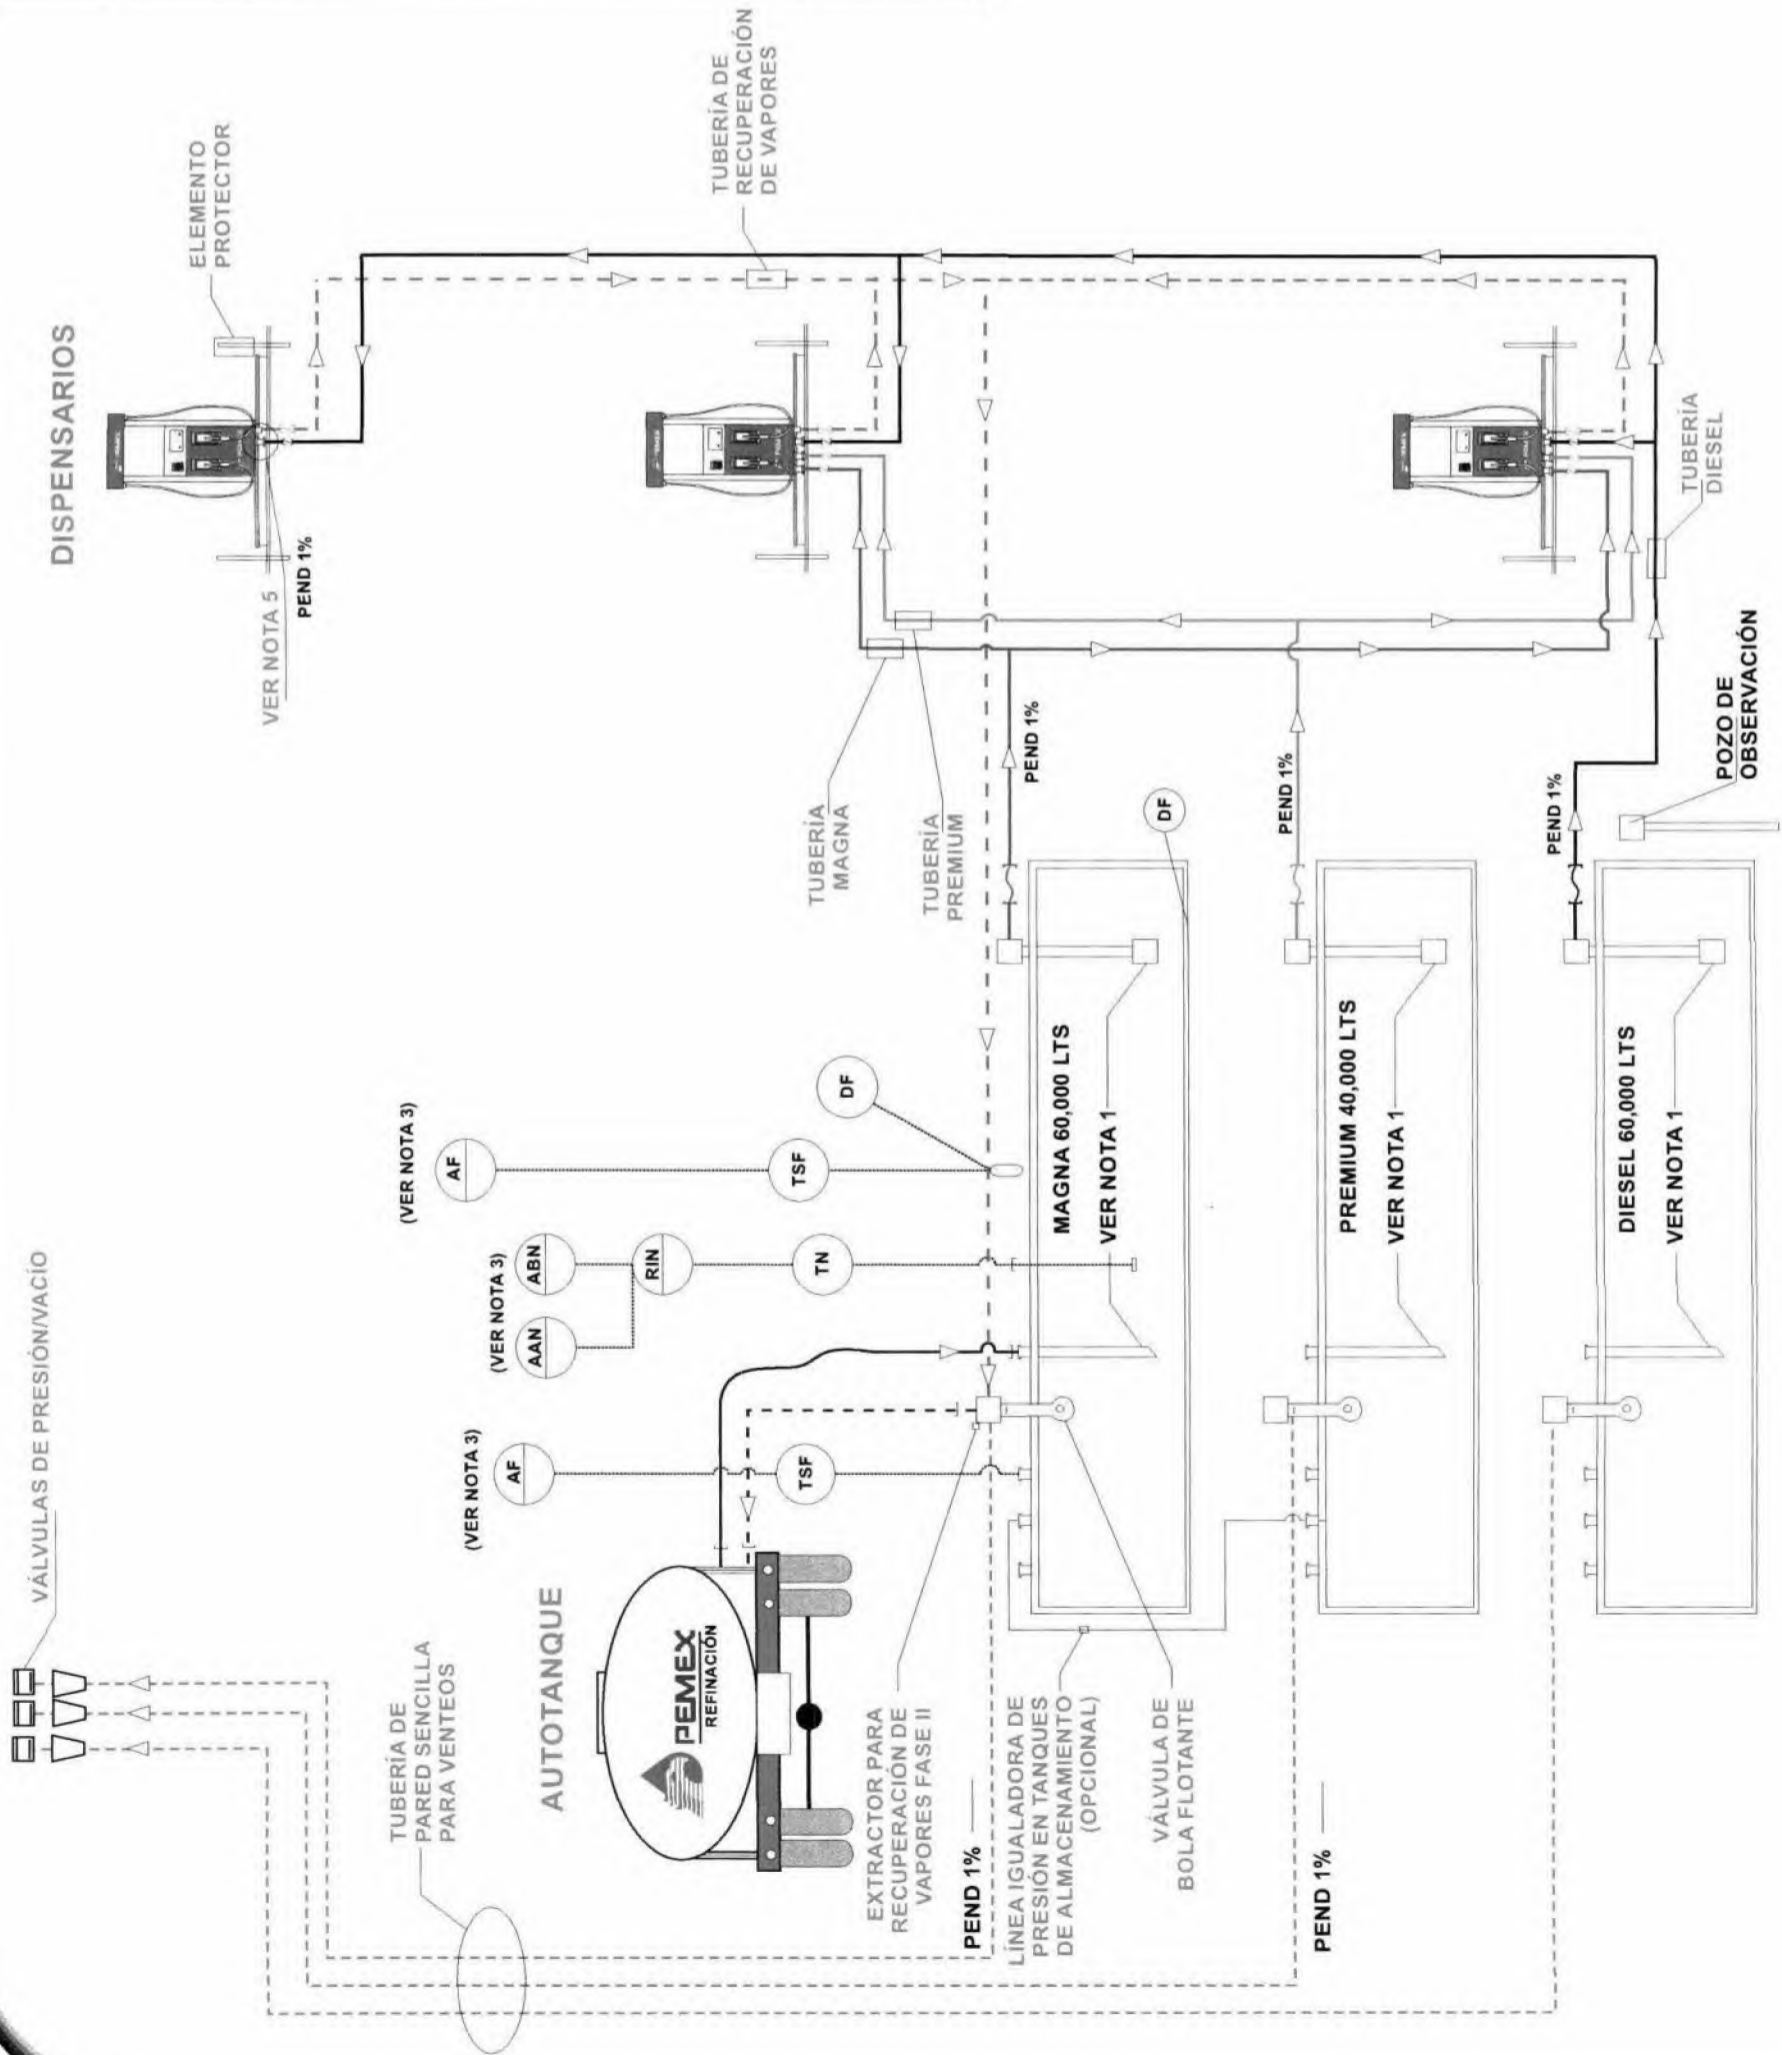 DISPENSARIOS
ELEMENTO
PROTECTOR
VER NOTA 5
PEND 1%
TUBERÍA DE
RECUPERACIÓN
DE VAPORES
TUBERÍA
MAGNA
TUBERÍA
PREMIUM
TUBERÍA
DIESEL
PEND 1%
PEND 1%
PEND 1%
POZO DE
OBSERVACIÓN
VÁLVULAS DE PRESIÓN/VACÍO
TUBERÍA DE
PARED SENCILLA
PARA VENTEOS
AUTOTANQUE
PEMEX
REFINACIÓN
(VER NOTA 3)
AF
TSF
(VER NOTA 3)
AAN
ABN
RIN
TN
(VER NOTA 3)
AF
TSF
DF
DF
EXTRACTOR PARA
RECUPERACIÓN DE
VAPORES FASE II
PEND 1%
LÍNEA IGUALADORA DE
PRESIÓN EN TANQUES
DE ALMACENAMIENTO
(OPCIONAL)
VÁLVULA DE
BOLA FLOTANTE
PEND 1%
MAGNA 60,000 LTS
VER NOTA 1
PREMIUM 40,000 LTS
VER NOTA 1
DIESEL 60,000 LTS
VER NOTA 1